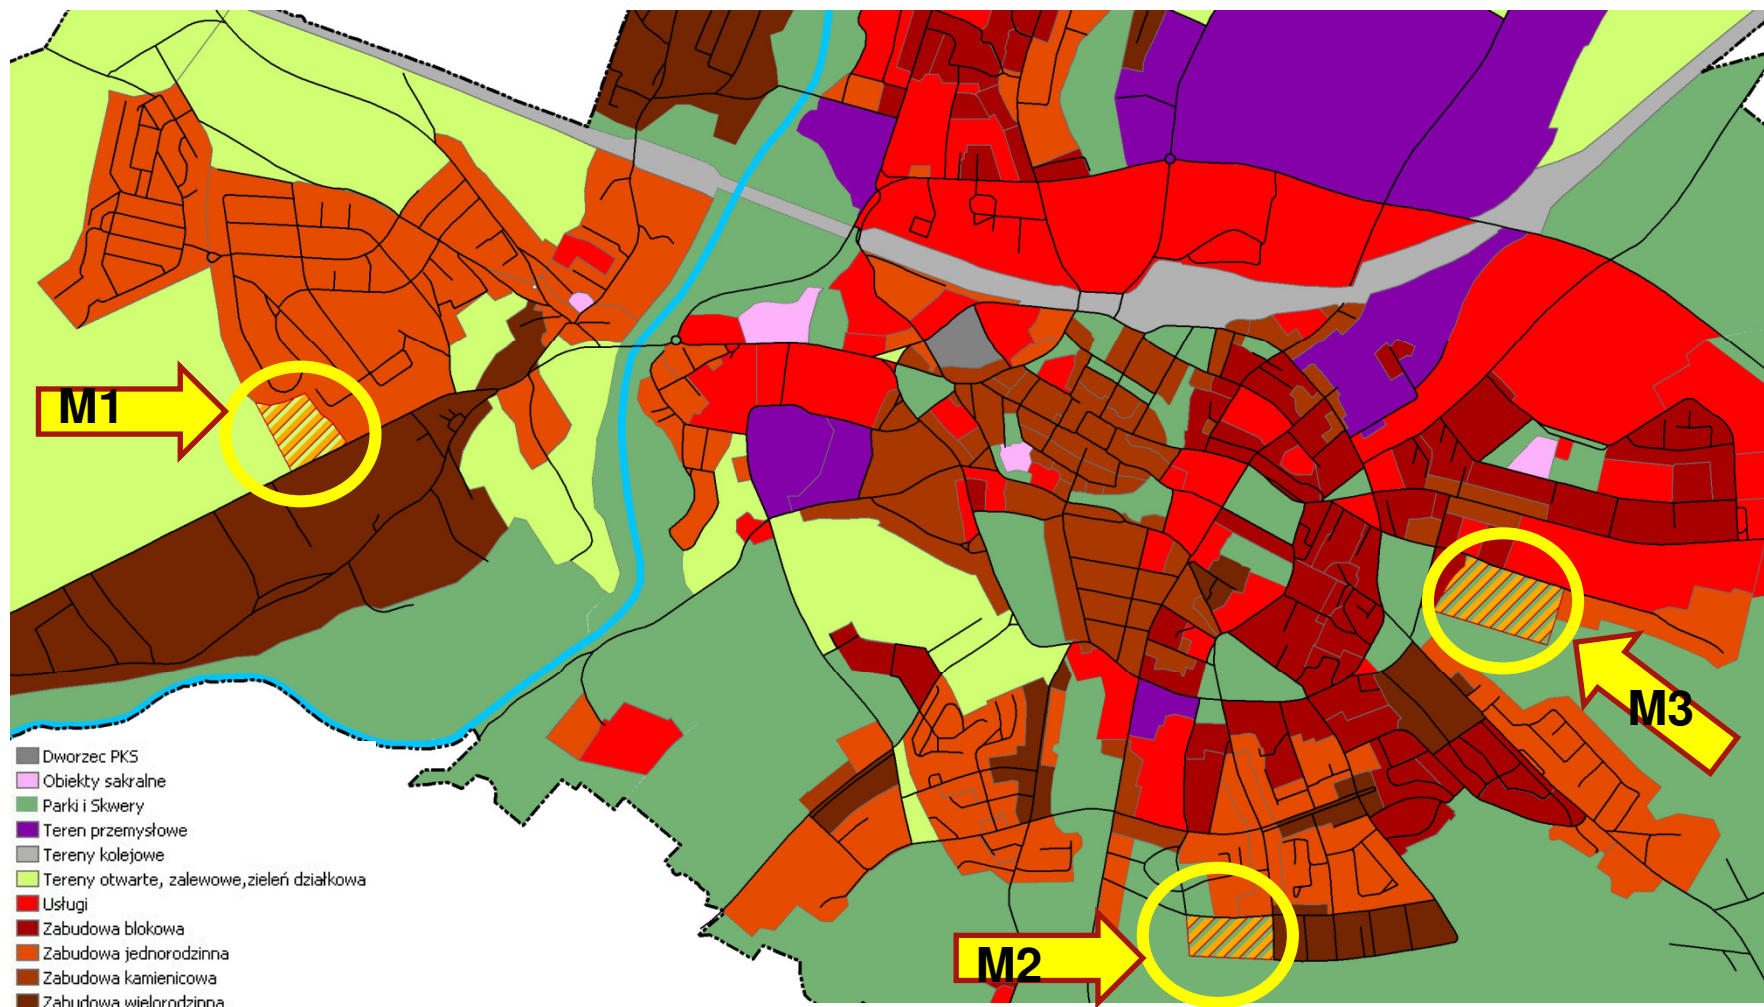 M1
M3
M2
Dworzec PKS
Obiekty sakralne
Parki i Skwery
Teren przemysłowe
Tereny kolejowe
Tereny otwarte, zalewowe,zieleń działkowa
Usługi
Zabudowa blokowa
Zabudowa jednorodzinna
Zabudowa kamienicowa
Zabudowa wielorodzinna